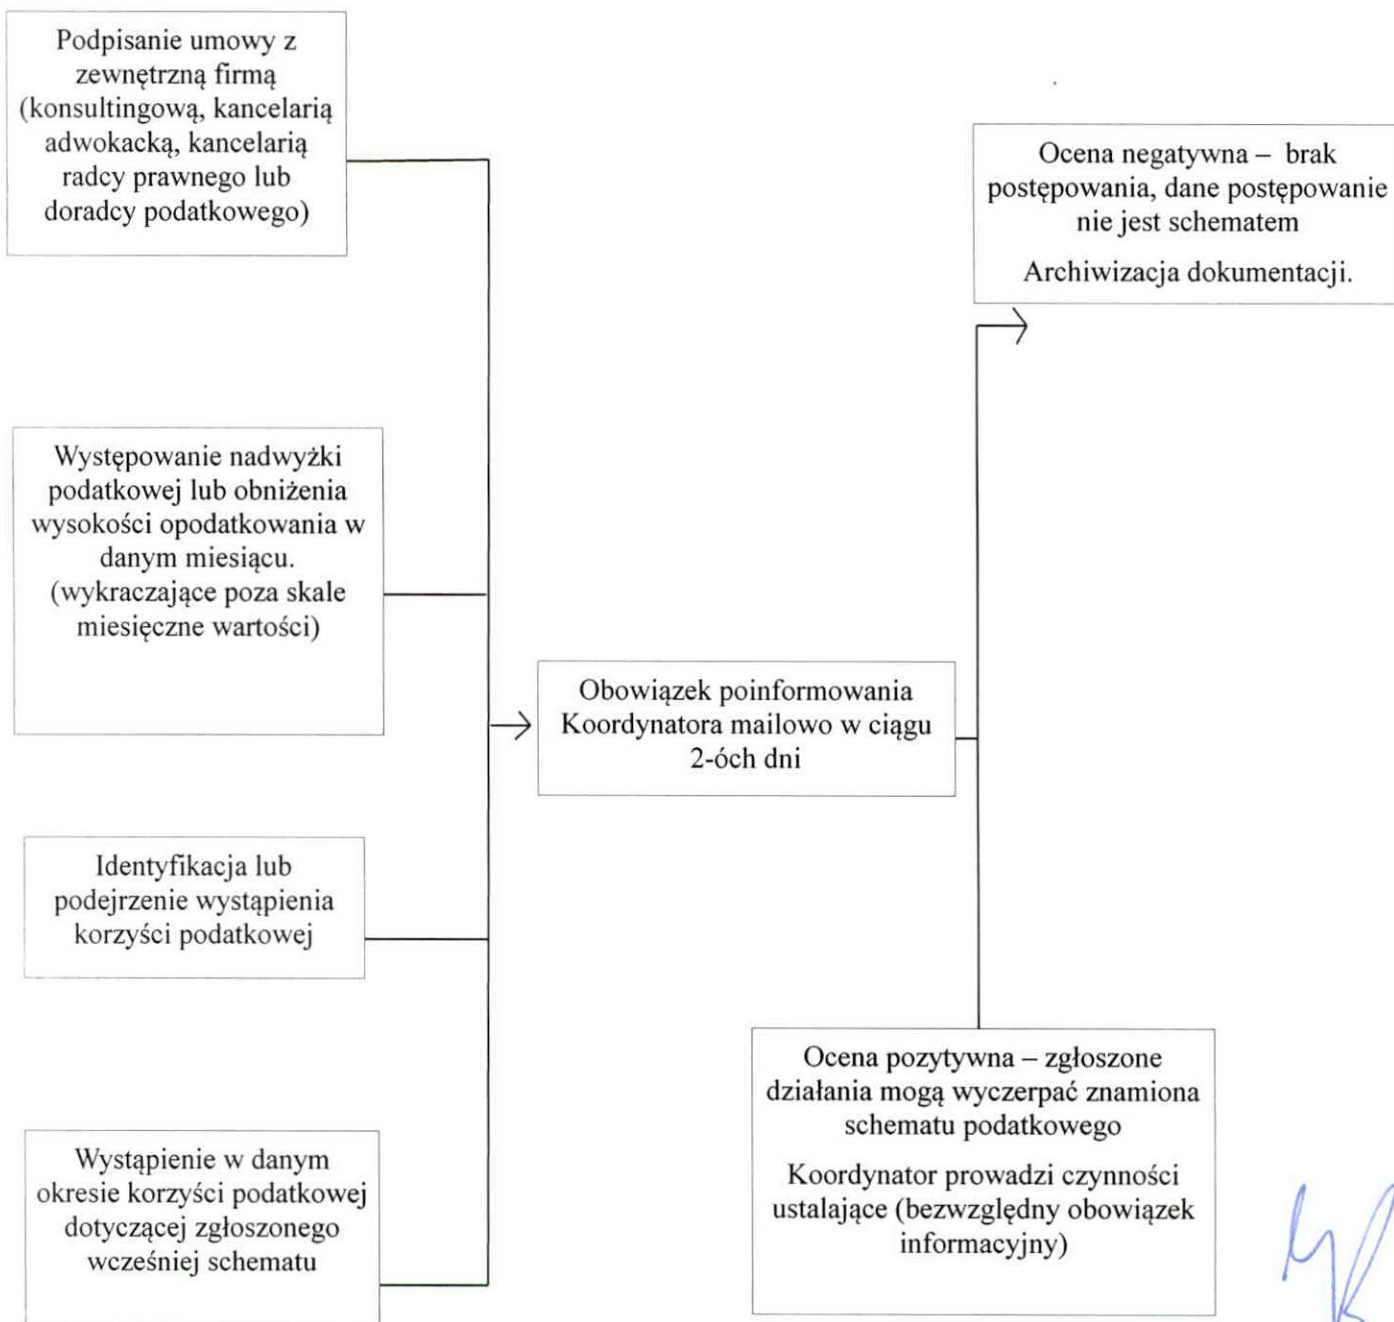 Podpisanie umowy z
zewnętrzną firmą
(konsultingową, kancelarią
adwokacką, kancelarią
radcy prawnego lub
doradcy podatkowego)
Ocena negatywna – brak
postępowania, dane postępowanie
nie jest schematem
Archiwizacja dokumentacji.
Występowanie nadwyżki
podatkowej lub obniżenia
wysokości opodatkowania w
danym miesiącu.
(wykraczające poza skale
miesięczne wartości)
Obowiązek poinformowania
Koordynatora mailowo w ciągu
2-óch dni
Identyfikacja lub
podejrzenie wystąpienia
korzyści podatkowej
Ocena pozytywna – zgłoszone
działania mogą wyczerpać znamiona
schematu podatkowego
Koordynator prowadzi czynności
ustalające (bezwzględny obowiązek
informacyjny)
Wystąpienie w danym
okresie korzyści podatkowej
dotyczącej zgłoszonego
wcześniej schematu